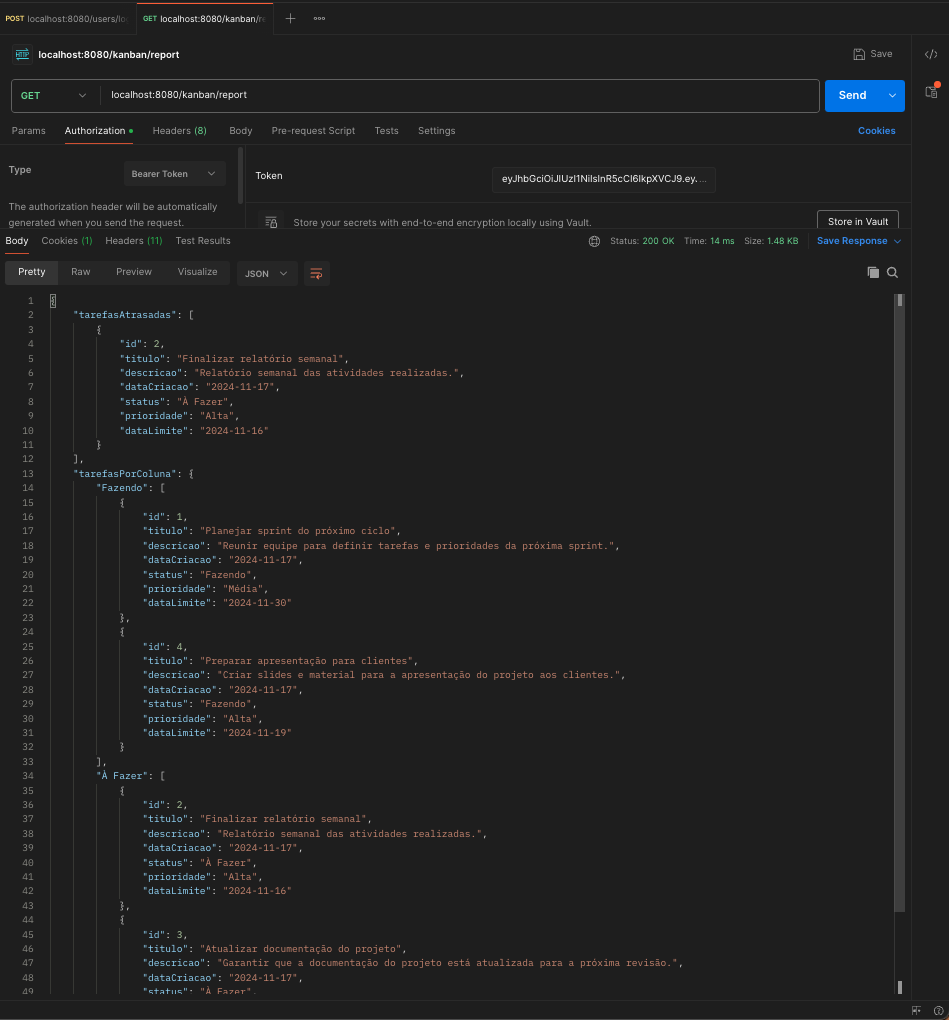 POST localhost:8080/users/lo
GET localhost:8080/kanban/re
localhost:8080/kanban/report
Save
GET
localhost:8080/kanban/report
Send
Params
Authorization
Headers (8)
Body
Pre-request Script
Tests
Settings
Cookies
Type
Bearer Token
Token
eyJhbGciOiJIUzI1NiIsInR5cCI6IkpXVCJ9.ey...
The authorization header will be automatically
generated when you send the request.
Store your secrets with end-to-end encryption locally using Vault.
Store in Vault
Body
Cookies (1)
Headers (11)
Test Results
Status: 200 OK
Time: 14 ms
Size: 1.48 KB
Save Response
Pretty
Raw
Preview
Visualize
JSON
1 {
2 "tarefasAtrasadas": [
3 {
4 "id": 2,
5 "titulo": "Finalizar relatório semanal",
6 "descricao": "Relatório semanal das atividades realizadas.",
7 "dataCriacao": "2024-11-17",
8 "status": "À Fazer",
9 "prioridade": "Alta",
10 "dataLimite": "2024-11-16"
11 }
12 ],
13 "tarefasPorColuna": {
14 "Fazendo": [
15 {
16 "id": 1,
17 "titulo": "Planejar sprint do próximo ciclo",
18 "descricao": "Reunir equipe para definir tarefas e prioridades da próxima sprint.",
19 "dataCriacao": "2024-11-17",
20 "status": "Fazendo",
21 "prioridade": "Média",
22 "dataLimite": "2024-11-30"
23 },
24 {
25 "id": 4,
26 "titulo": "Preparar apresentação para clientes",
27 "descricao": "Criar slides e material para a apresentação do projeto aos clientes.",
28 "dataCriacao": "2024-11-17",
29 "status": "Fazendo",
30 "prioridade": "Alta",
31 "dataLimite": "2024-11-19"
32 }
33 ],
34 "À Fazer": [
35 {
36 "id": 2,
37 "titulo": "Finalizar relatório semanal",
38 "descricao": "Relatório semanal das atividades realizadas.",
39 "dataCriacao": "2024-11-17",
40 "status": "À Fazer",
41 "prioridade": "Alta",
42 "dataLimite": "2024-11-16"
43 },
44 {
45 "id": 3,
46 "titulo": "Atualizar documentação do projeto",
47 "descricao": "Garantir que a documentação do projeto está atualizada para a próxima revisão.",
48 "dataCriacao": "2024-11-17",
49 "status": "À Fazer",